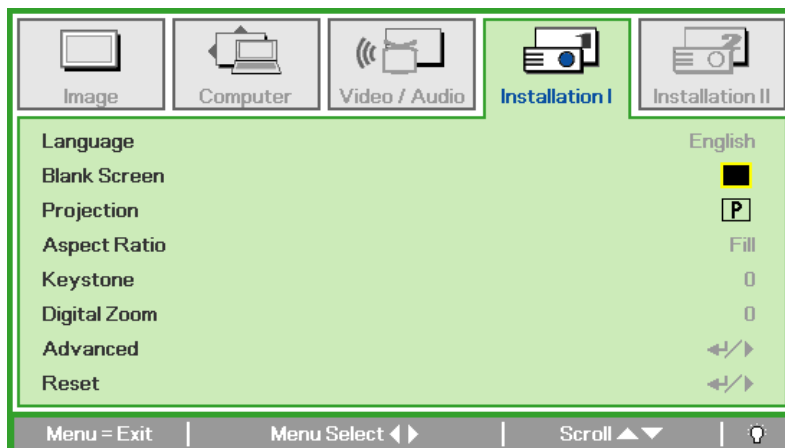 Image Computer Video / Audio Installation I Installation II
Language English
Blank Screen
Projection P
Aspect Ratio Fill
Keystone 0
Digital Zoom 0
Advanced
Reset
Menu = Exit Menu Select Scroll